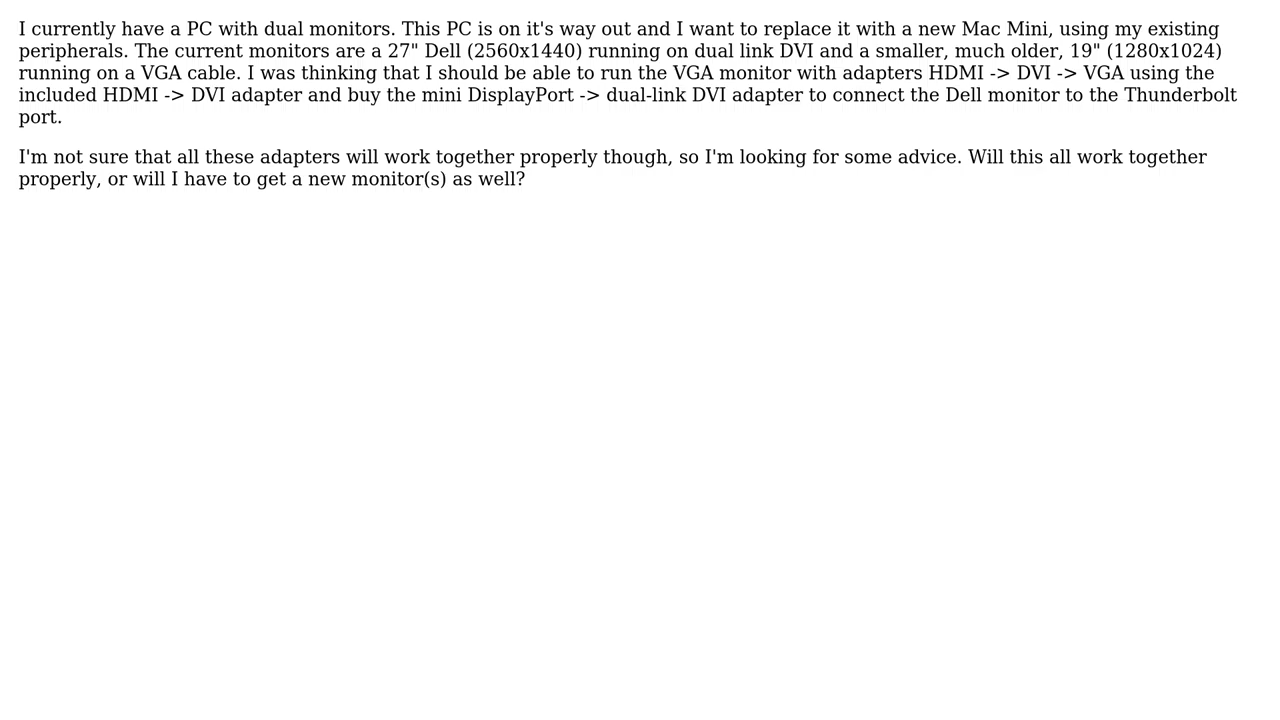 I currently have a PC with dual monitors. This PC is on it's way out and I want to replace it with a new Mac Mini, using my existing
peripherals. The current monitors are a 27" Dell (2560x1440) running on dual link DVI and a smaller, much older, 19" (1280x1024)
running on a VGA cable. I was thinking that I should be able to run the VGA monitor with adapters HDMI -> DVI -> VGA using the
included HDMI -> DVI adapter and buy the mini DisplayPort -> dual-link DVI adapter to connect the Dell monitor to the Thunderbolt
port.
I'm not sure that all these adapters will work together properly though, so I'm looking for some advice. Will this all work together
properly, or will I have to get a new monitor(s) as well?